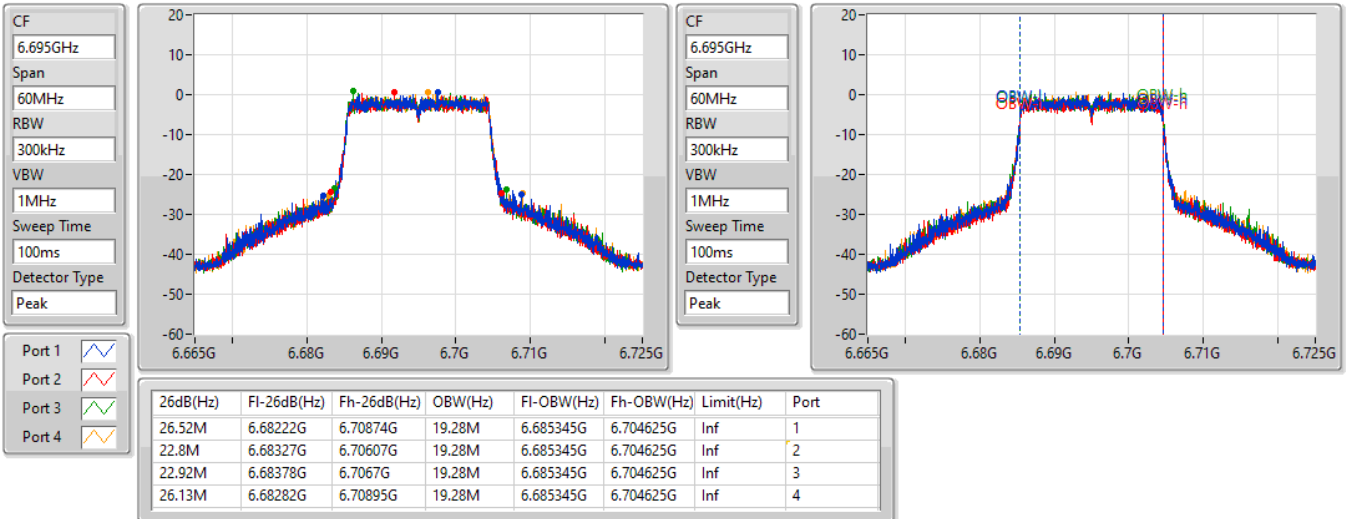 CF
6.695GHz
Span
60MHz
RBW
300kHz
VBW
1MHz
Sweep Time
100ms
Detector Type
Peak
Port 1
Port 2
Port 3
Port 4
20
10
0
-10
-20
-30
-40
-50
-60
6.665G 6.68G 6.69G 6.7G 6.71G 6.725G
CF
6.695GHz
Span
60MHz
RBW
300kHz
VBW
1MHz
Sweep Time
100ms
Detector Type
Peak
20
10
0
-10
-20
-30
-40
-50
-60
OBW-h
6.665G 6.68G 6.69G 6.7G 6.71G 6.725G
26dB(Hz) Fl-26dB(Hz) Fh-26dB(Hz) OBW(Hz) Fl-OBW(Hz) Fh-OBW(Hz) Limit(Hz) Port
26.52M 6.68222G 6.70874G 19.28M 6.685345G 6.704625G Inf 1
22.8M 6.68327G 6.70607G 19.28M 6.685345G 6.704625G Inf 2
22.92M 6.68378G 6.7067G 19.28M 6.685345G 6.704625G Inf 3
26.13M 6.68282G 6.70895G 19.28M 6.685345G 6.704625G Inf 4